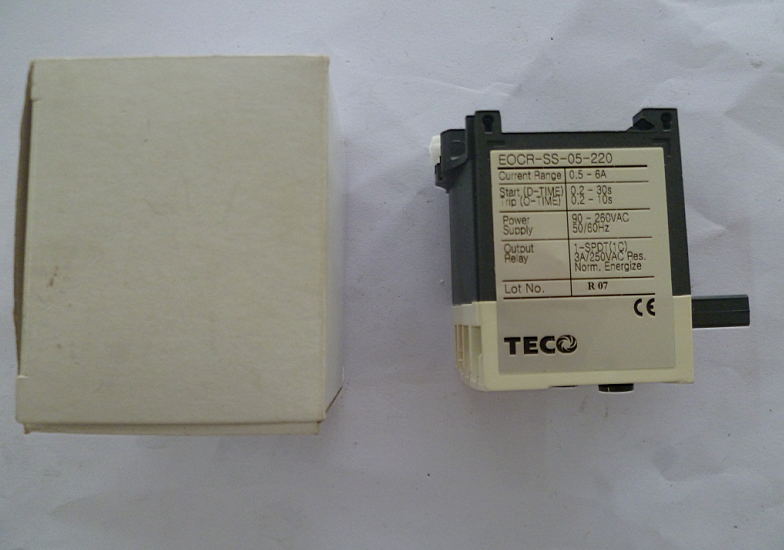 EOCR-SS-05-220
Current Range 0.5 - 6A
Start (D-TIME) 0.2 - 30s
Trip (O-TIME) 0.2 - 10s
Power 90 - 260VAC
Supply 50/60Hz
Output 1-SPDT(1C)
Relay 3A/250VAC Res.
Norm. Energize
Lot No. R 07
CE
TECO